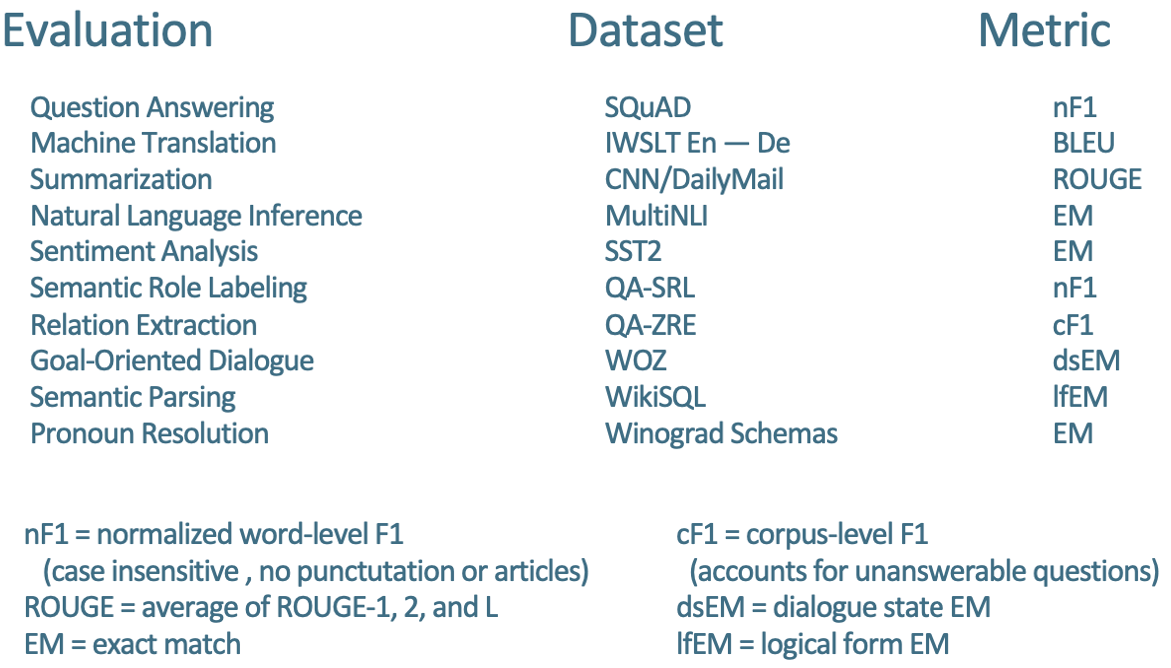 Evaluation Dataset Metric
Question Answering SQuAD nF1
Machine Translation IWSLT En — De BLEU
Summarization CNN/DailyMail ROUGE
Natural Language Inference MultiNLI EM
Sentiment Analysis SST2 EM
Semantic Role Labeling QA-SRL nF1
Relation Extraction QA-ZRE cF1
Goal-Oriented Dialogue WOZ dsEM
Semantic Parsing WikiSQL lfEM
Pronoun Resolution Winograd Schemas EM
nF1 = normalized word-level F1
(case insensitive , no punctutation or articles)
ROUGE = average of ROUGE-1, 2, and L
EM = exact match
cF1 = corpus-level F1
(accounts for unanswerable questions)
dsEM = dialogue state EM
lfEM = logical form EM